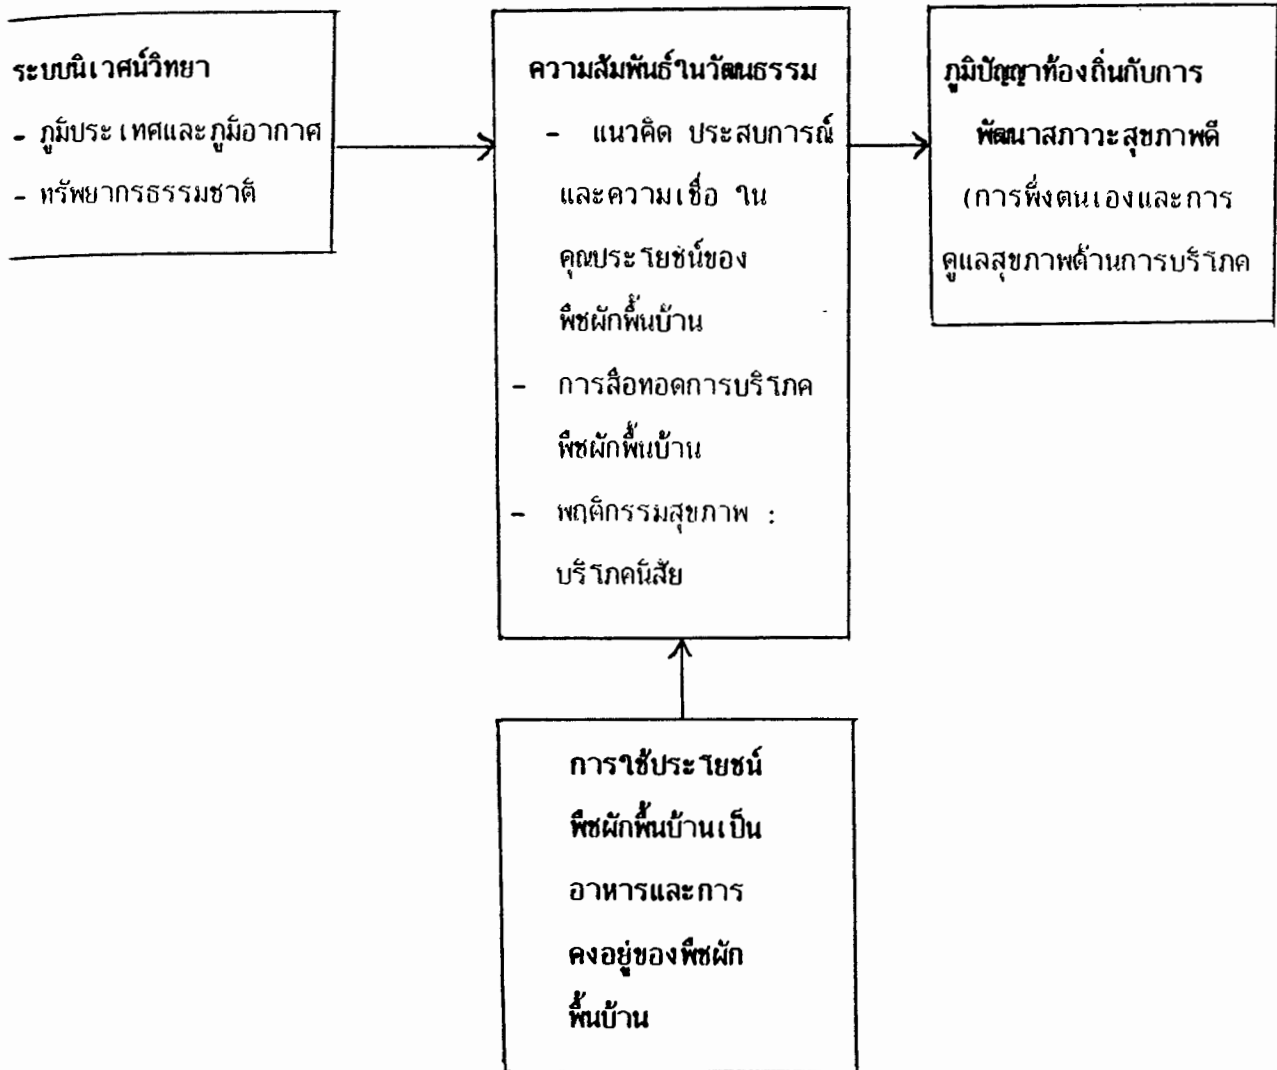 ระบบนิเวศน์วิทยา
- ภูมิประเทศและภูมิอากาศ
- ทรัพยากรธรรมชาติ
ความสัมพันธ์ในวัฒนธรรม
- แนวคิด ประสบการณ์
และความเชื่อ ใน
คุณประโยชน์ของ
พืชผักพื้นบ้าน
- การสื่อทอดการบริโภค
พืชผักพื้นบ้าน
- พฤติกรรมสุขภาพ :
บริโภคนิสัย
ภูมิปัญญาท้องถิ่นกับการ
พัฒนาสภาวะสุขภาพดี
(การพึ่งตนเองและการ
ดูแลสุขภาพด้านการบริโภค
การใช้ประโยชน์
พืชผักพื้นบ้านเป็น
อาหารและการ
คงอยู่ของพืชผัก
พื้นบ้าน